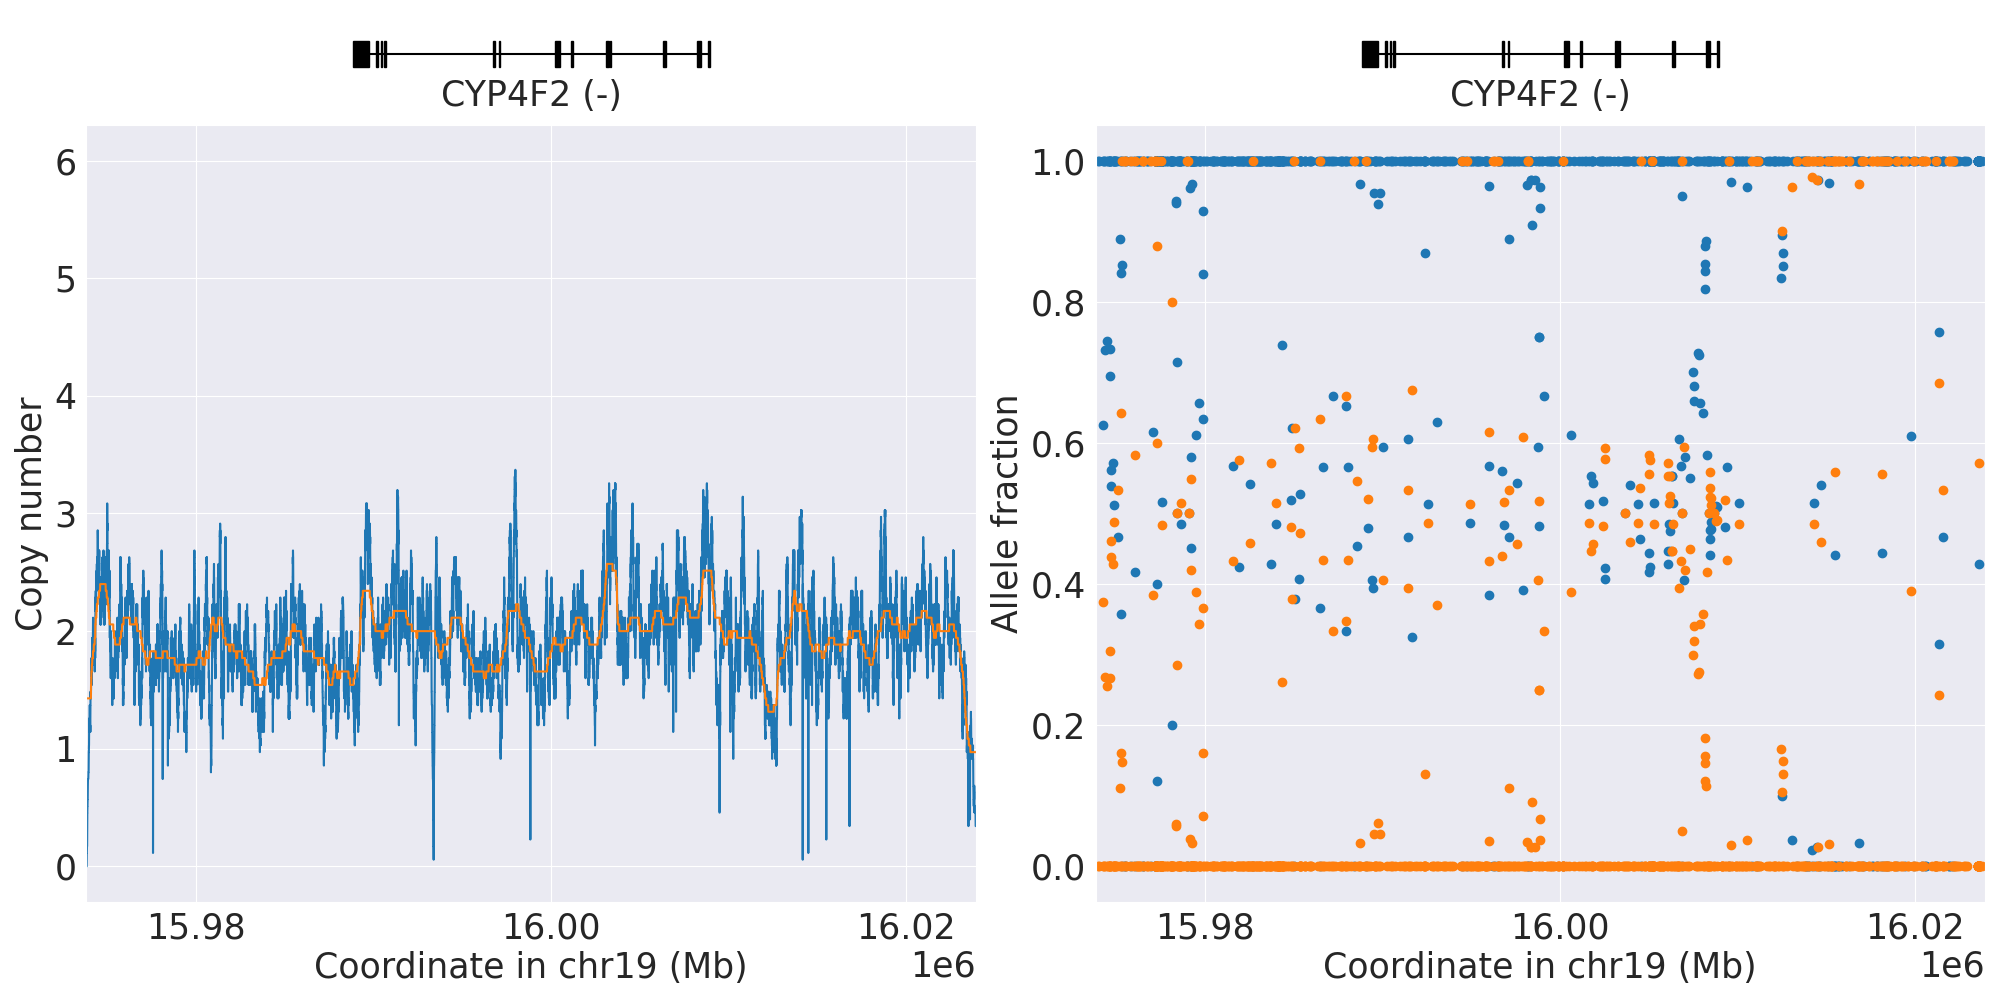 CYP4F2 (-)
Copy number
6
5
4
3
2
1
0
15.98
16.00
16.02
Coordinate in chr19 (Mb)
1e6
CYP4F2 (-)
Allele fraction
1.0
0.8
0.6
0.4
0.2
0.0
15.98
16.00
16.02
Coordinate in chr19 (Mb)
1e6